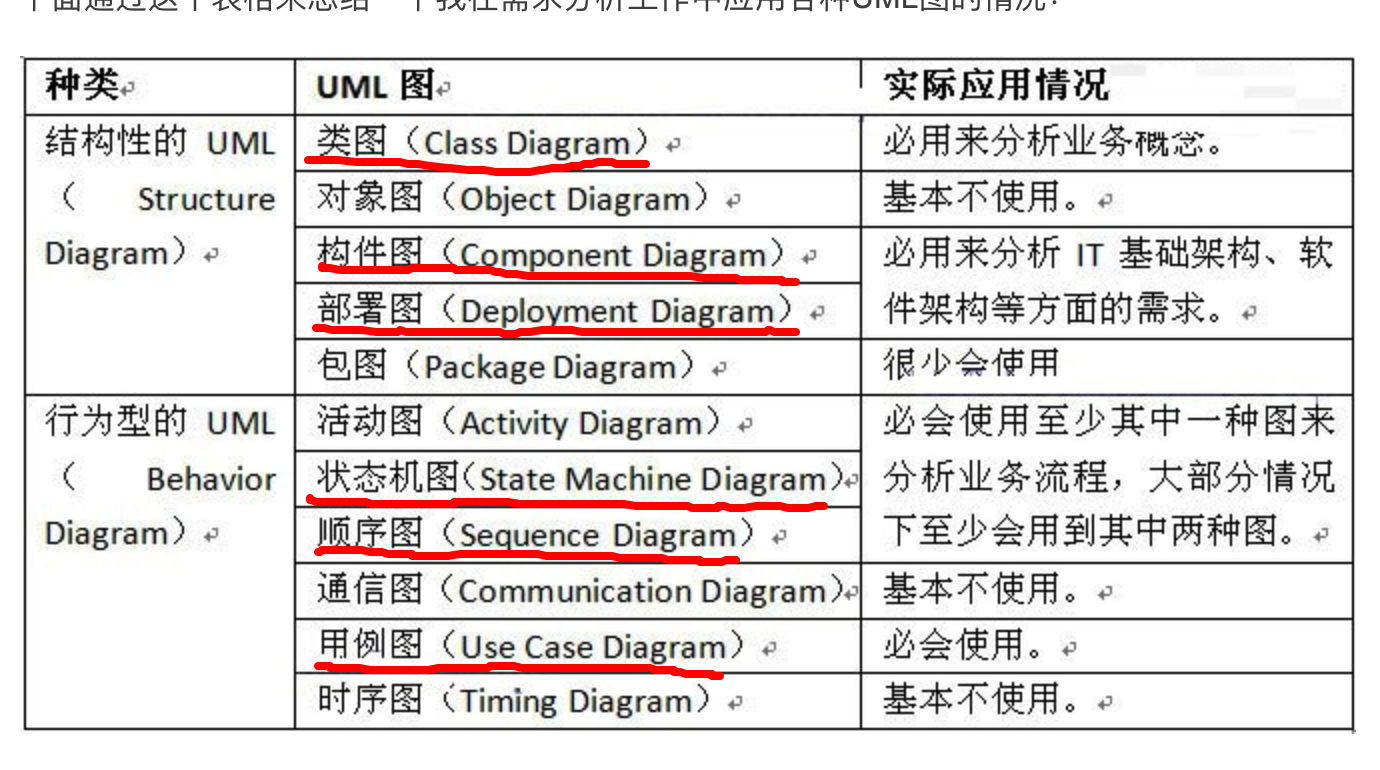 下面通过这个表格来总结一下我在需求分析工作中应用各种UML图的情况：
种类 UML 图 实际应用情况
结构性的 UML
（ Structure
Diagram）
类图（Class Diagram）
必用来分析业务概念。
对象图（Object Diagram）
基本不使用。
构件图（Component Diagram）
部署图（Deployment Diagram）
必用来分析 IT 基础架构、软
件架构等方面的需求。
包图（Package Diagram）
很少会使用
行为型的 UML
（ Behavior
Diagram）
活动图（Activity Diagram）
状态机图(State Machine Diagram)
顺序图（Sequence Diagram）
必会使用至少其中一种图来
分析业务流程，大部分情况
下至少会用到其中两种图。
通信图（Communication Diagram）
基本不使用。
用例图（Use Case Diagram）
必会使用。
时序图（Timing Diagram）
基本不使用。